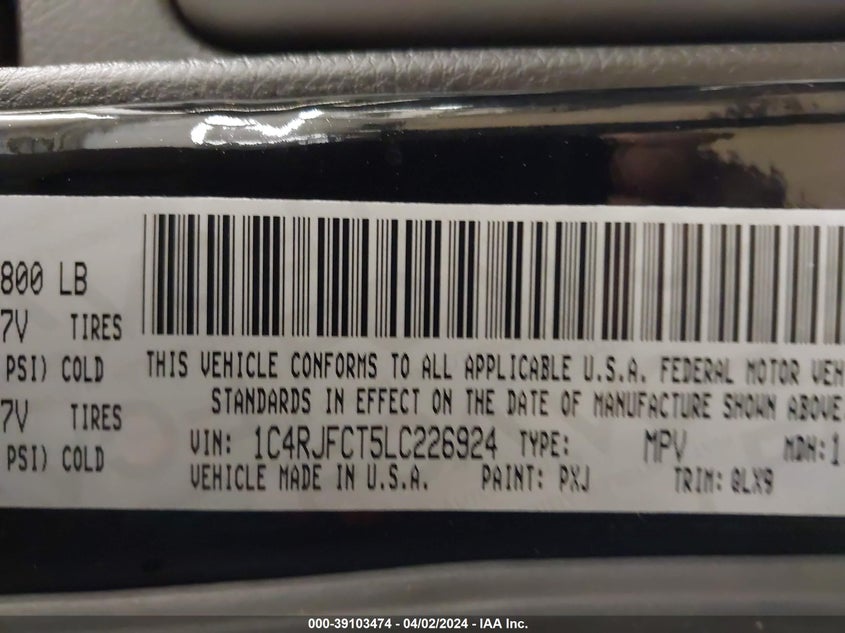 800 LB
7V TIRES
PSI) COLD
7V TIRES
PSI) COLD
THIS VEHICLE CONFORMS TO ALL APPLICABLE U.S.A. FEDERAL MOTOR VEH
STANDARDS IN EFFECT ON THE DATE OF MANUFACTURE SHOWN ABOVE.
VIN: 1C4RJFCT5LC226924 TYPE: MPV MDH: 1
VEHICLE MADE IN U.S.A. PAINT: PXJ TRIM: QLX9
000-39103474 - 04/02/2024 - IAA Inc.